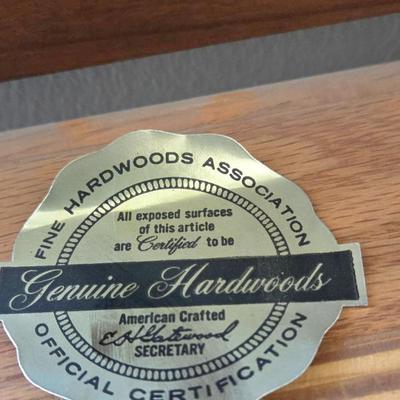 FINE HARDWOODS ASSOCIATION
All exposed surfaces
of this article
are Certified to be
Genuine Hardwoods
American Crafted
E H Gatewood
SECRETARY
OFFICIAL CERTIFICATION